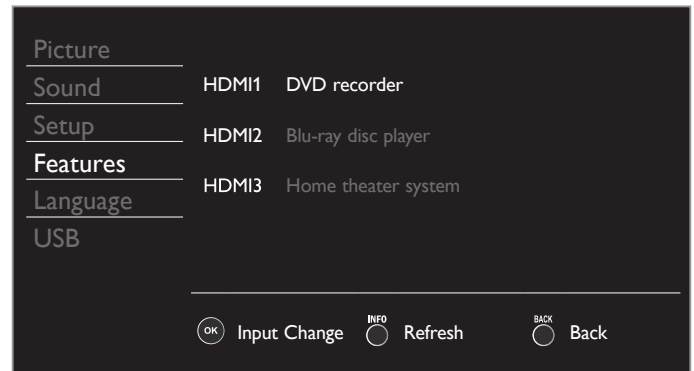 Picture
Sound
Setup
Features
Language
USB
HDMI1 DVD recorder
HDMI2 Blu-ray disc player
HDMI3 Home theater system
OK Input Change INFO Refresh BACK Back